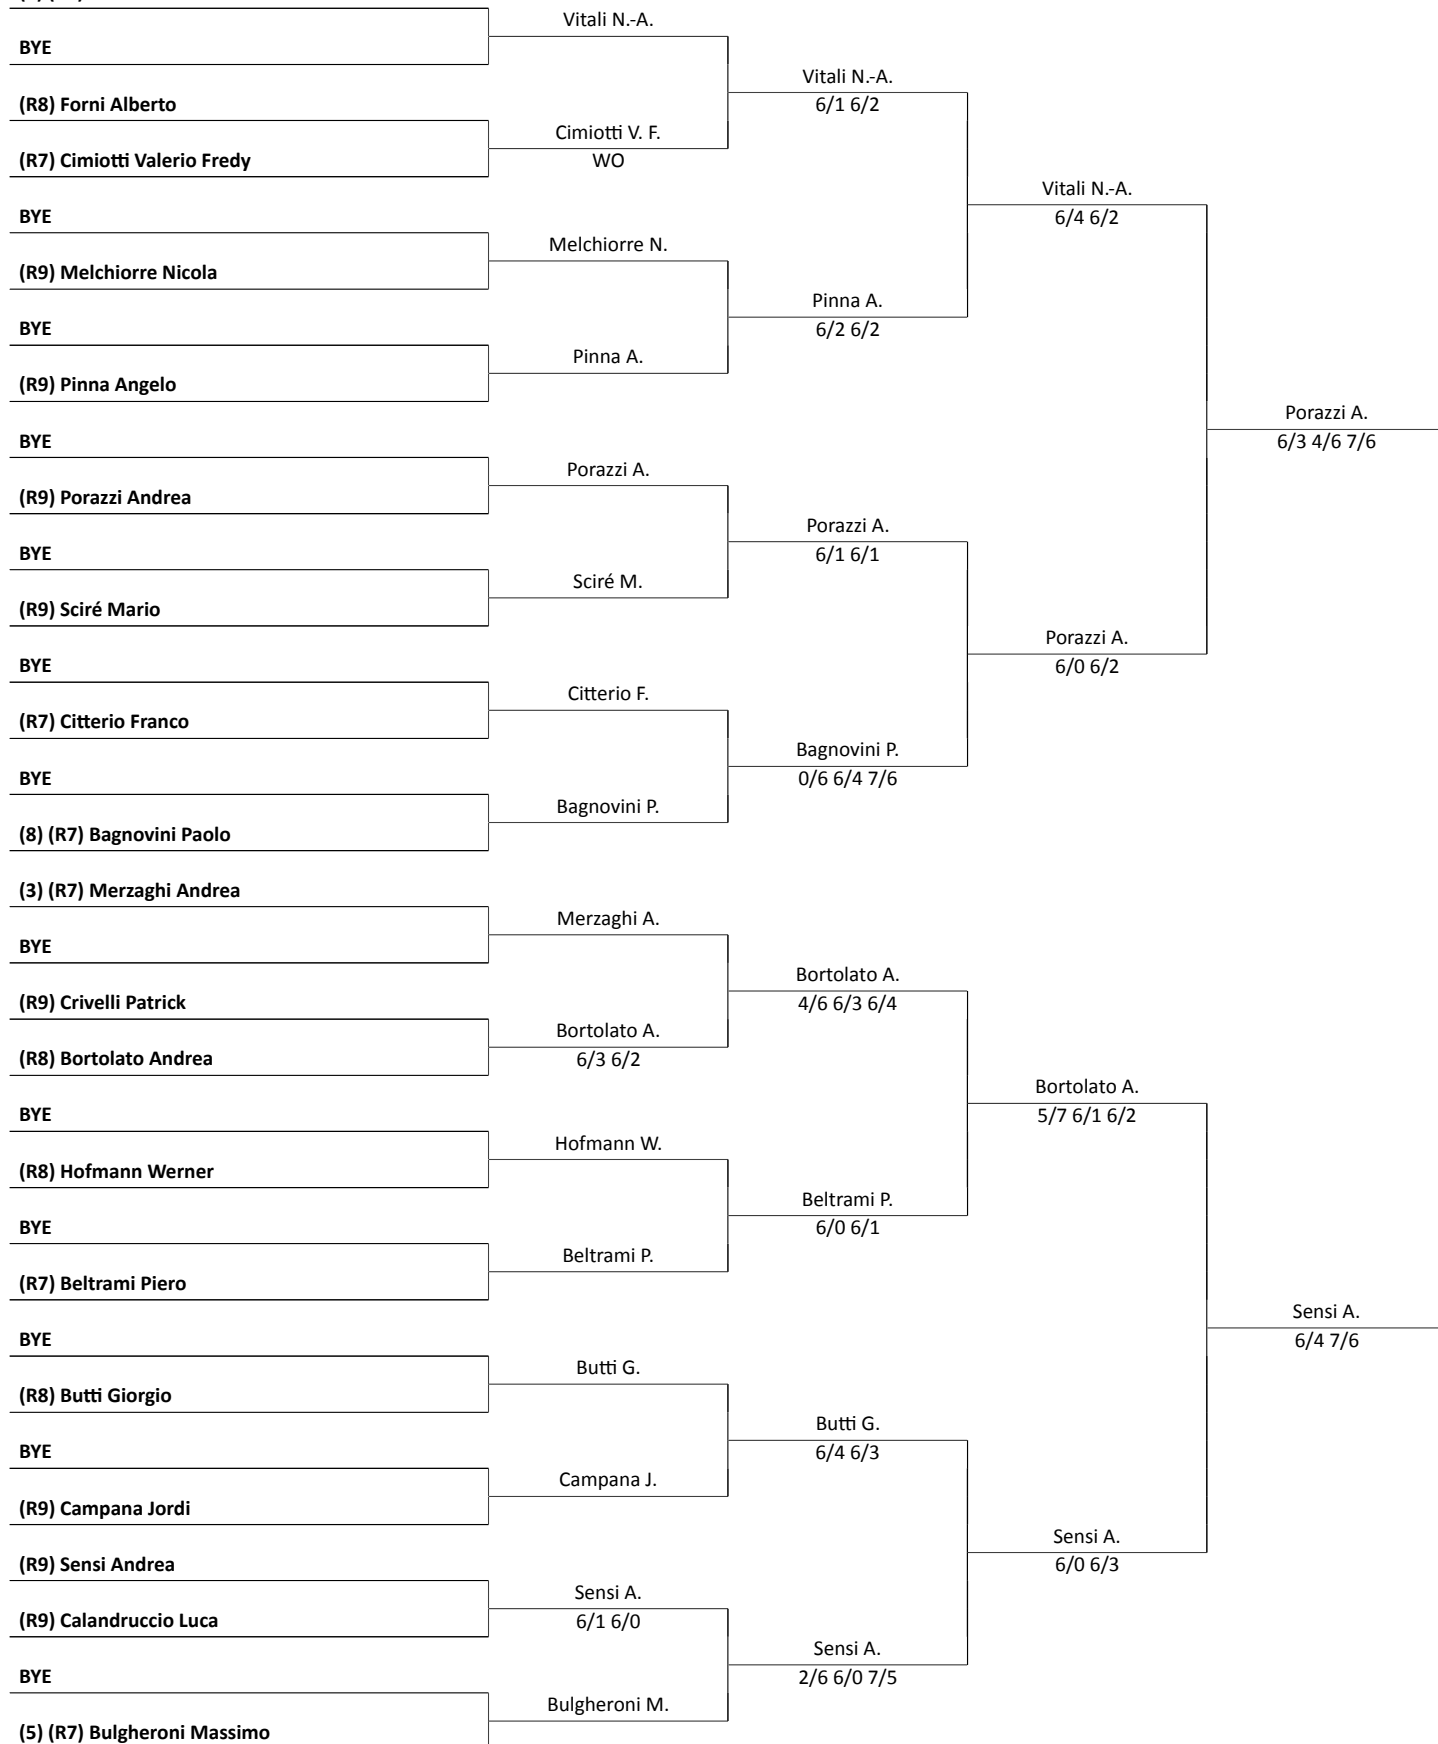 BYE
(R8) Forni Alberto
(R7) Cimiotti Valerio Fredy
BYE
(R9) Melchiorre Nicola
BYE
(R9) Pinna Angelo
BYE
(R9) Porazzi Andrea
BYE
(R9) Sciré Mario
BYE
(R7) Citterio Franco
BYE
(8) (R7) Bagnovini Paolo
(3) (R7) Merzaghi Andrea
BYE
(R9) Crivelli Patrick
(R8) Bortolato Andrea
BYE
(R8) Hofmann Werner
BYE
(R7) Beltrami Piero
BYE
(R8) Butti Giorgio
BYE
(R9) Campana Jordi
(R9) Sensi Andrea
(R9) Calandruccio Luca
BYE
(5) (R7) Bulgheroni Massimo
Vitali N.-A.
Cimiotti V. F.
WO
Melchiorre N.
Pinna A.
Porazzi A.
Sciré M.
Citterio F.
Bagnovini P.
Merzaghi A.
Bortolato A.
6/3 6/2
Hofmann W.
Beltrami P.
Butti G.
Campana J.
Sensi A.
6/1 6/0
Bulgheroni M.
Vitali N.-A.
6/1 6/2
Pinna A.
6/2 6/2
Porazzi A.
6/1 6/1
Bagnovini P.
0/6 6/4 7/6
Bortolato A.
4/6 6/3 6/4
Beltrami P.
6/0 6/1
Butti G.
6/4 6/3
Sensi A.
2/6 6/0 7/5
Vitali N.-A.
6/4 6/2
Porazzi A.
6/0 6/2
Bortolato A.
5/7 6/1 6/2
Sensi A.
6/0 6/3
Porazzi A.
6/3 4/6 7/6
Sensi A.
6/4 7/6